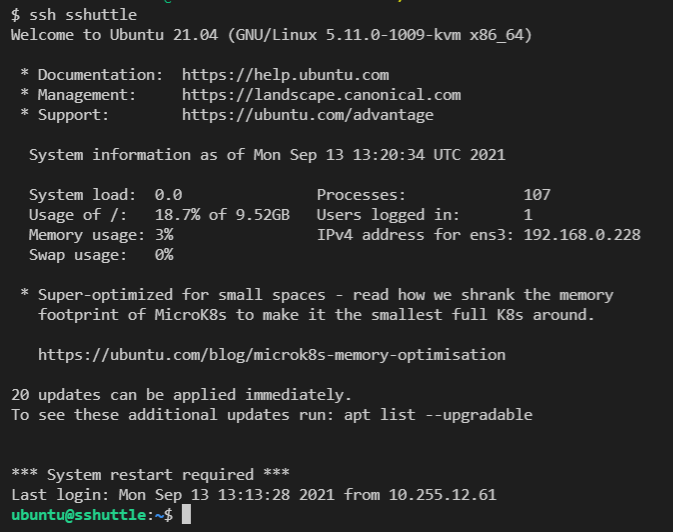 $ ssh sshuttle
Welcome to Ubuntu 21.04 (GNU/Linux 5.11.0-1009-kvm x86_64)
* Documentation:  https://help.ubuntu.com
* Management:     https://landscape.canonical.com
* Support:        https://ubuntu.com/advantage
System information as of Mon Sep 13 13:20:34 UTC 2021
System load:  0.0               Processes:             107
Usage of /:   18.7% of 9.52GB   Users logged in:       1
Memory usage: 3%                IPv4 address for ens3: 192.168.0.228
Swap usage:   0%
* Super-optimized for small spaces - read how we shrank the memory
footprint of MicroK8s to make it the smallest full K8s around.
https://ubuntu.com/blog/microk8s-memory-optimisation
20 updates can be applied immediately.
To see these additional updates run: apt list --upgradable
*** System restart required ***
Last login: Mon Sep 13 13:13:28 2021 from 10.255.12.61
ubuntu@sshuttle:~$